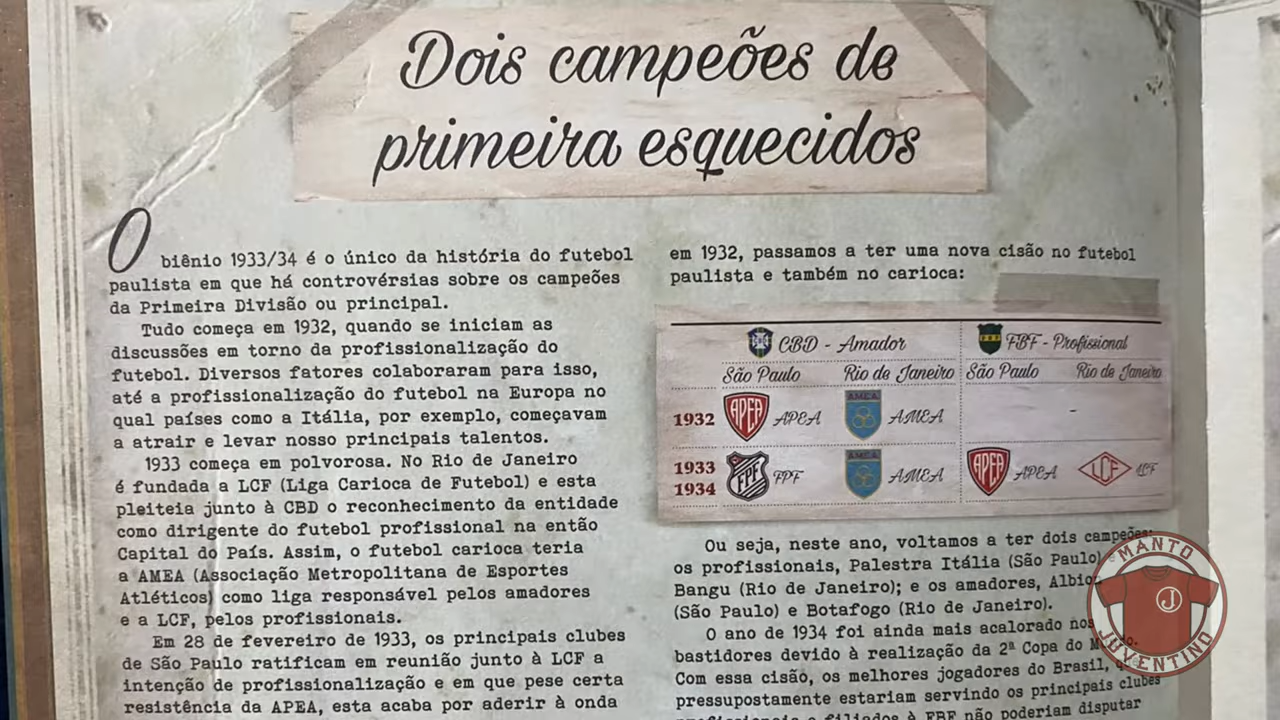 Dois campeões de
primeira esquecidos
O biênio 1933/34 é o único da história do futebol
paulista em que há controvérsias sobre os campeões
da Primeira Divisão ou principal.
Tudo começa em 1932, quando se iniciam as
discussões em torno da profissionalização do
futebol. Diversos fatores colaboraram para isso,
até a profissionalização do futebol na Europa no
qual países como a Itália, por exemplo, começavam
a atrair e levar nosso principais talentos.
1933 começa em polvorosa. No Rio de Janeiro
é fundada a LCF (Liga Carioca de Futebol) e esta
pleiteia junto à CBD o reconhecimento da entidade
como dirigente do futebol profissional na então
Capital do País. Assim, o futebol carioca teria
a AMEA (Associação Metropolitana de Esportes
Atléticos) como liga responsável pelos amadores
e a LCF, pelos profissionais.
Em 28 de fevereiro de 1933, os principais clubes
de São Paulo ratificam em reunião junto à LCF a
intenção de profissionalização e em que pese certa
resistência da APEA, esta acaba por aderir à onda
em 1932, passamos a ter uma nova cisão no futebol
paulista e também no carioca:
CBD - Amador FBF - Profissional
São Paulo Rio de Janeiro São Paulo Rio de Janeiro
1932 APEA APEA AMEA AMEA -
1933
1934 FPF FPF AMEA AMEA APEA APEA LCF LCF
Ou seja, neste ano, voltamos a ter dois campeões:
os profissionais, Palestra Itália (São Paulo)
Bangu (Rio de Janeiro); e os amadores, Albion
(São Paulo) e Botafogo (Rio de Janeiro).
O ano de 1934 foi ainda mais acalorado nos
bastidores devido à realização da 2ª Copa do
Com essa cisão, os melhores jogadores do Brasil,
pressupostamente estariam servindo os principais clubes
profissionais e filiados à FBF não poderiam disputar
MANTO
J
JUVENTINO